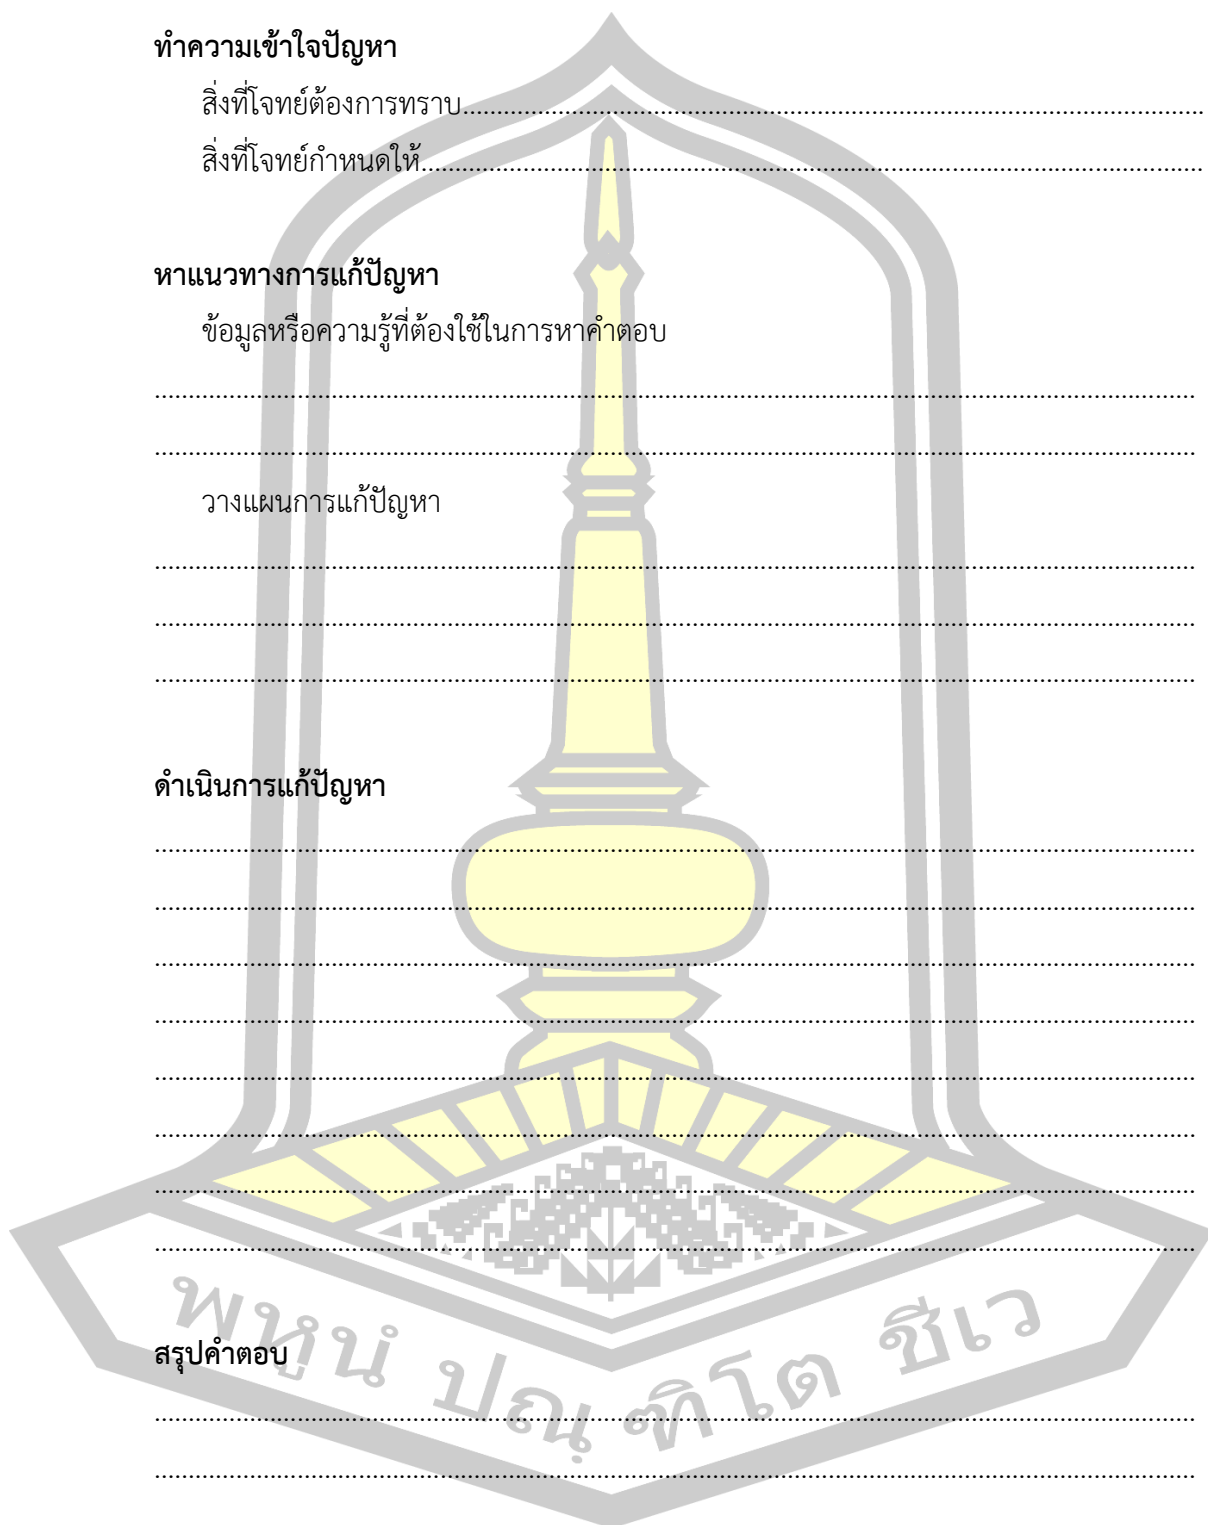 ทำความเข้าใจปัญหา
สิ่งที่โจทย์ต้องการทราบ..............................................................................................................
สิ่งที่โจทย์กำหนดให้....................................................................................................................
หาแนวทางการแก้ปัญหา
ข้อมูลหรือความรู้ที่ต้องใช้ในการหาคำตอบ
..........................................................................................................................................................
..........................................................................................................................................................
วางแผนการแก้ปัญหา
..........................................................................................................................................................
..........................................................................................................................................................
..........................................................................................................................................................
ดำเนินการแก้ปัญหา
..........................................................................................................................................................
..........................................................................................................................................................
..........................................................................................................................................................
..........................................................................................................................................................
..........................................................................................................................................................
..........................................................................................................................................................
..........................................................................................................................................................
..........................................................................................................................................................
พหูนํ ปณฺฑิโต ชีเว
สรุปคำตอบ
..........................................................................................................................................................
..........................................................................................................................................................